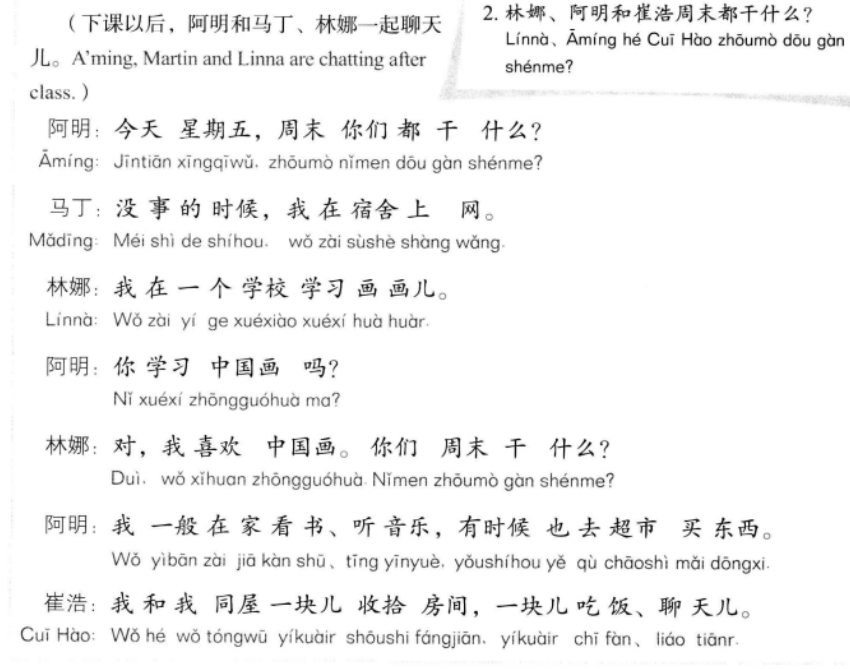 （下课以后，阿明和马丁、林娜一起聊天
儿。A'ming, Martin and Linna are chatting after
class. ）
2. 林娜、阿明和崔浩周末都干什么？
Línnà、Āmíng hé Cuī Hào zhōumò dōu gàn
shénme?
阿明：今天 星期五，周末 你们 都 干 什么？
Āmíng: Jīntiān xīngqīwǔ, zhōumò nǐmen dōu gàn shénme?
马丁：没 事 的 时候，我 在 宿舍 上 网。
Mǎdīng: Méi shì de shíhou, wǒ zài sùshè shàng wǎng.
林娜：我 在 一 个 学校 学习 画 画儿。
Línnà: Wǒ zài yí ge xuéxiào xuéxí huà huàr.
阿明：你 学习 中国画 吗？
Nǐ xuéxí zhōngguóhuà ma?
林娜：对，我 喜欢 中国画。你们 周末 干 什么？
Duì, wǒ xǐhuan zhōngguóhuà. Nǐmen zhōumò gàn shénme?
阿明：我 一般 在 家 看 书、听 音乐，有时候 也 去 超市 买 东西。
Wǒ yìbān zài jiā kàn shū、tīng yīnyuè, yǒushíhou yě qù chāoshì mǎi dōngxi.
崔浩：我 和 我 同屋 一块儿 收拾 房间，一块儿 吃 饭、聊 天儿。
Cuī Hào: Wǒ hé wǒ tóngwū yíkuàir shōushi fángjiān, yíkuàir chī fàn、liáo tiānr.